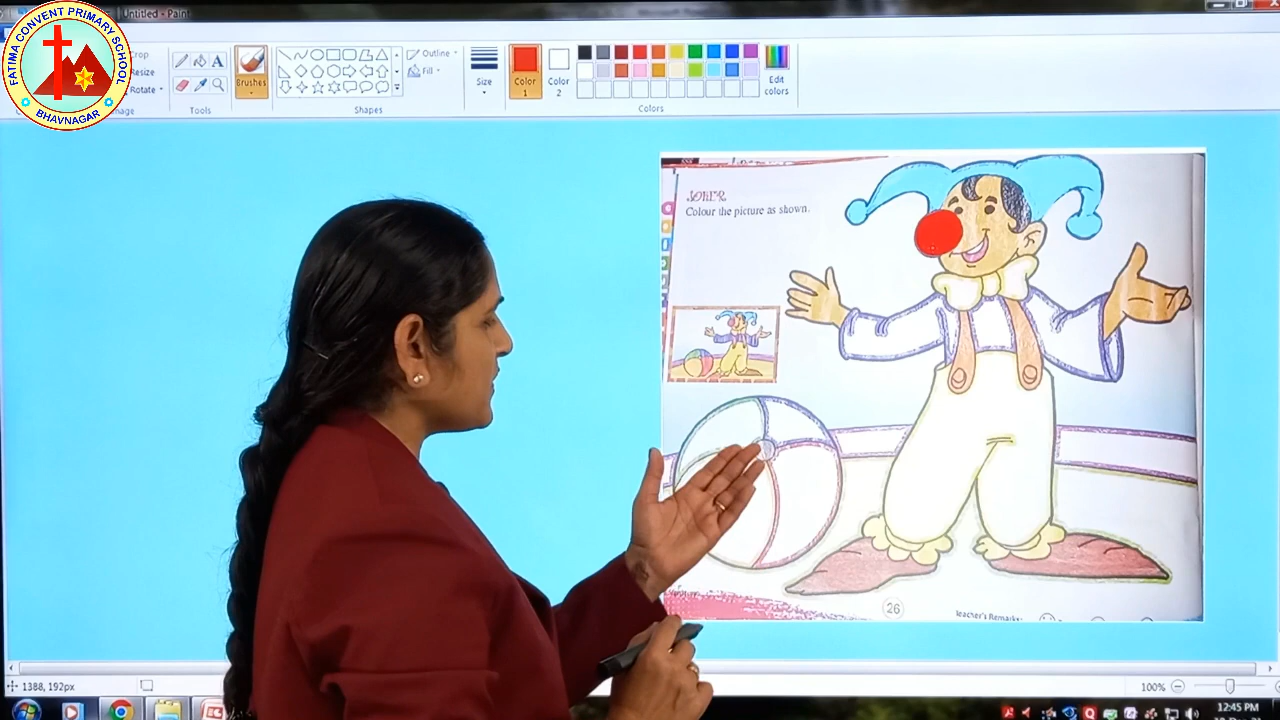 Untitled - Paint
FATIMA CONVENT PRIMARY SCHOOL
BHAVNAGAR
Crop
Resize
Rotate
Tools
Brushes
Shapes
Outline
Fill
Size
Color 1
Color 2
Edit colors
Colors
JOKER
Colour the picture as shown.
26
Teacher's Remarks:
1388, 192px
100%
12:45 PM